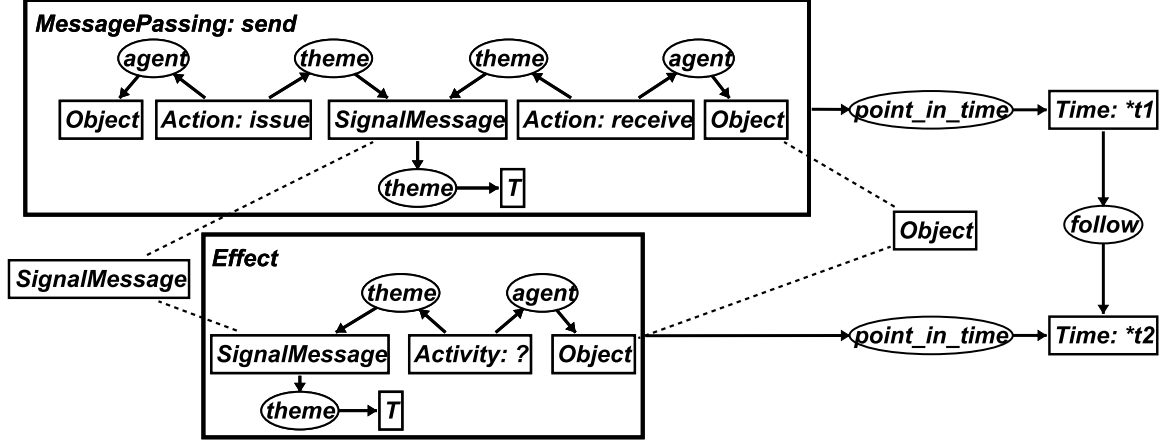 MessagePassing: send
agent theme theme agent
Object Action: issue SignalMessage Action: receive Object point_in_time Time: *t1
theme T
Object follow
SignalMessage
Effect
theme agent
SignalMessage Activity: ? Object point_in_time Time: *t2
theme T